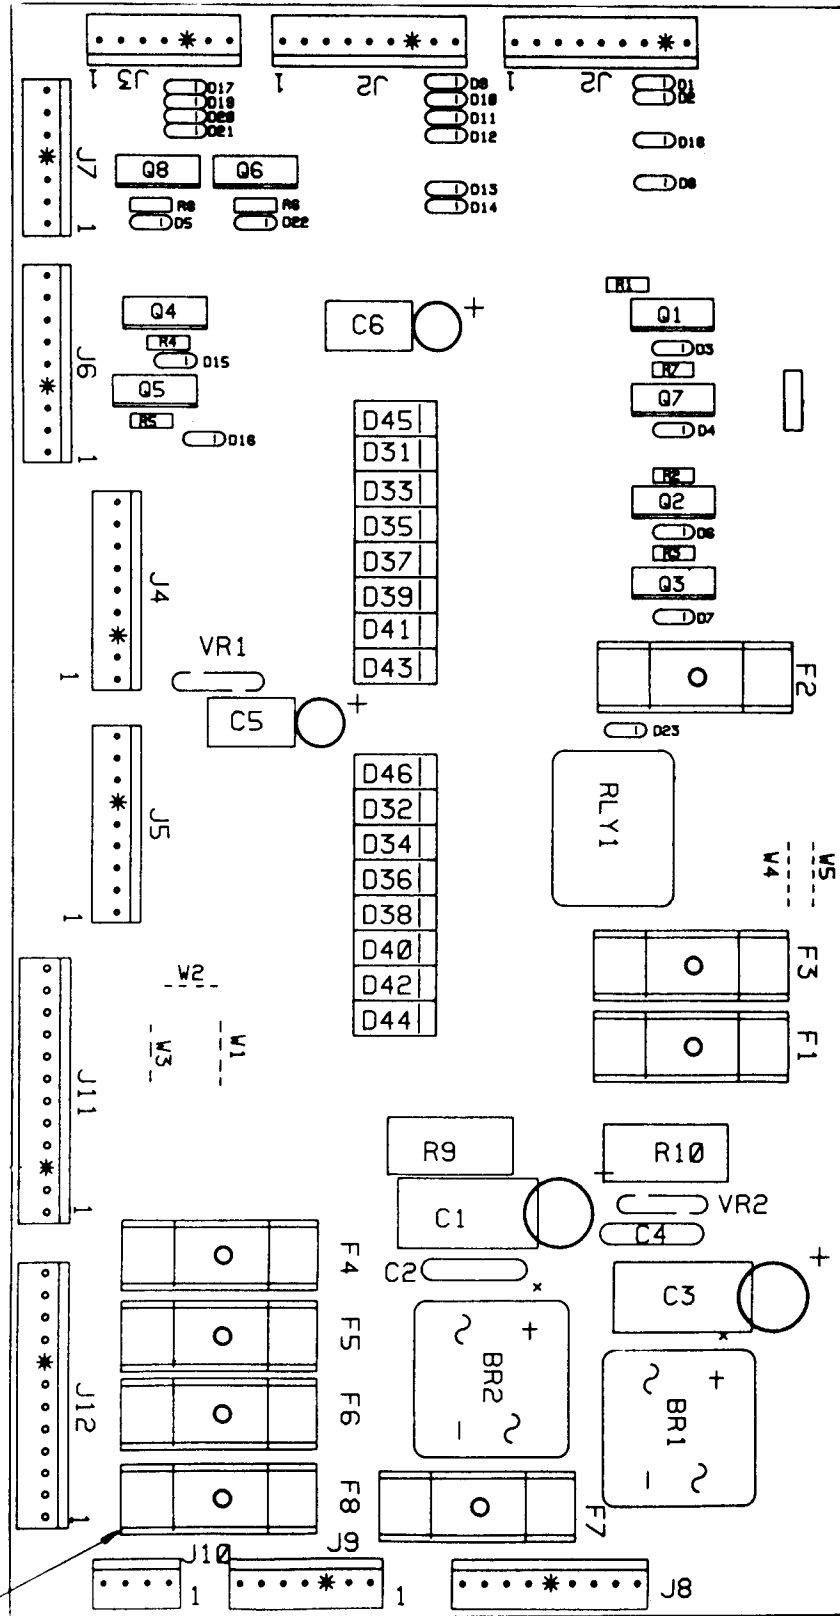 1
J3
1
J2
1
J2
D17
D19
D20
D21
D9
D10
D11
D12
D13
D14
D1
D2
D18
J7
1
Q8
Q6
R8
D5
R6
D22
J6
1
Q4
R4
D15
Q5
R5
D16
C6
+
R1
Q1
D3
R7
Q7
D4
R2
Q2
D6
R3
Q3
D7
D45
D31
D33
D35
D37
D39
D41
D43
J4
1
VR1
C5
+
F2
D23
RLY1
J5
1
D46
D32
D34
D36
D38
D40
D42
D44
W4
W5
F3
F1
W2
W3
W1
J11
1
R9
R10
+
C1
VR2
C4
C2
x
C3
+
x
F4
F5
F6
F8
J12
1
BR2
+
~
~
-
BR1
+
~
~
-
F7
J10
1
J9
1
J8